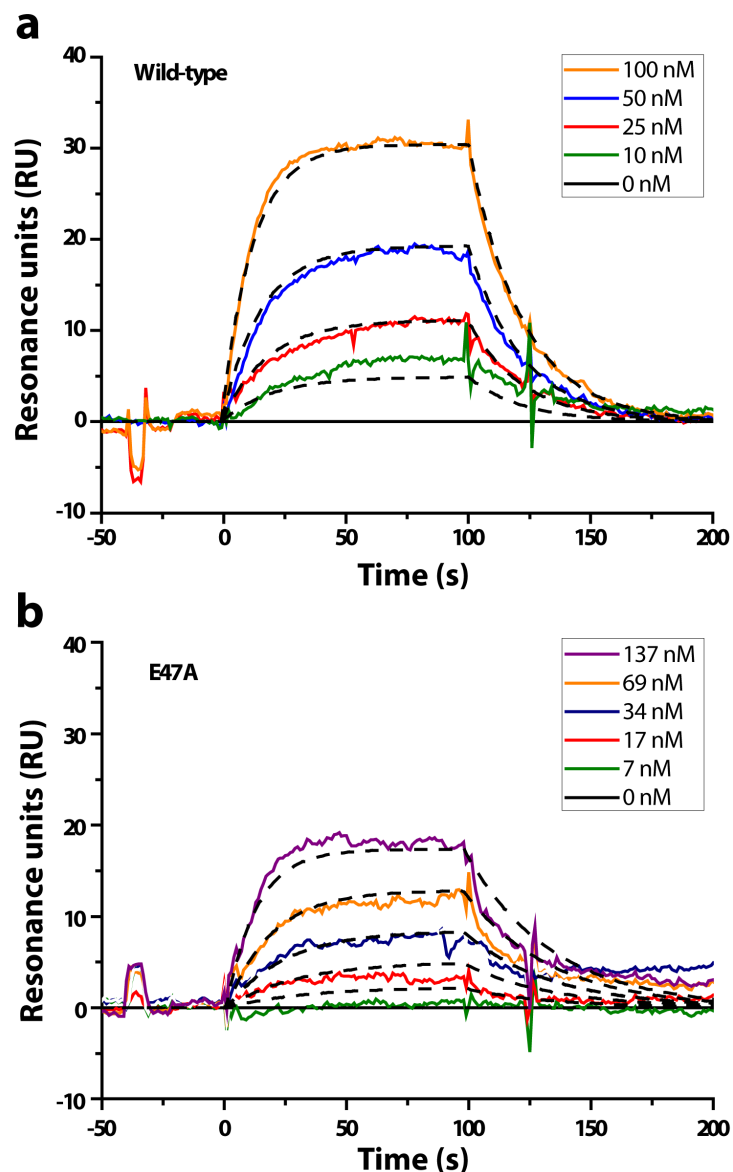 a
Wild-type
100 nM
50 nM
25 nM
10 nM
0 nM
40
30
20
10
0
-10
Resonance units (RU)
-50 0 50 100 150 200
Time (s)
b
E47A
137 nM
69 nM
34 nM
17 nM
7 nM
0 nM
40
30
20
10
0
-10
Resonance units (RU)
-50 0 50 100 150 200
Time (s)